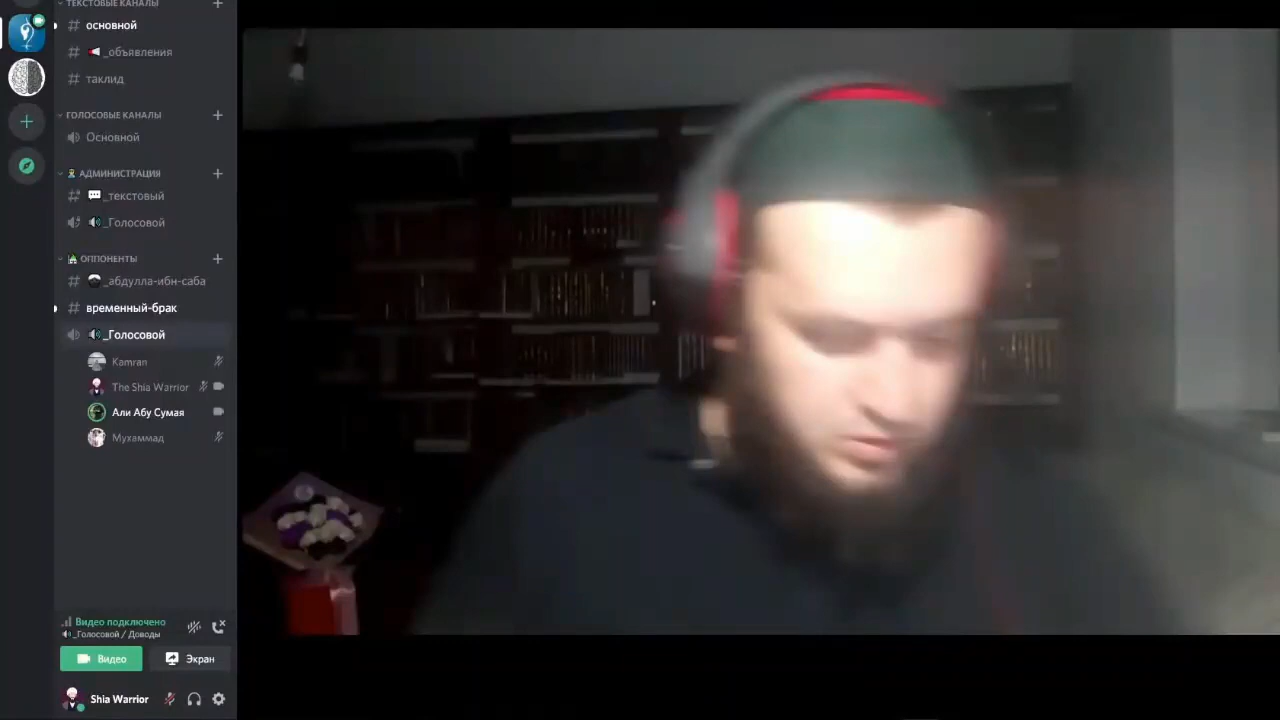 ТЕКСТОВЫЕ КАНАЛЫ
основной
_объявления
таклид
ГОЛОСОВЫЕ КАНАЛЫ
Основной
АДМИНИСТРАЦИЯ
_текстовый
_Голосовой
ОППОНЕНТЫ
_абдулла-ибн-саба
временный-брак
_Голосовой
Kamran
The Shia Warrior
Али Абу Сумая
Мухаммад
Видео подключено
_Голосовой / Доводы
Видео
Экран
Shia Warrior